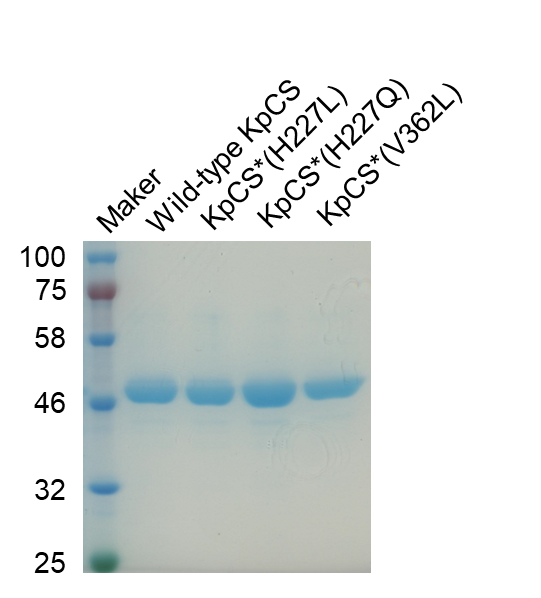 Maker
Wild-type KpCS
KpCS*(H227L)
KpCS*(H227Q)
KpCS*(V362L)
100
75
58
46
32
25